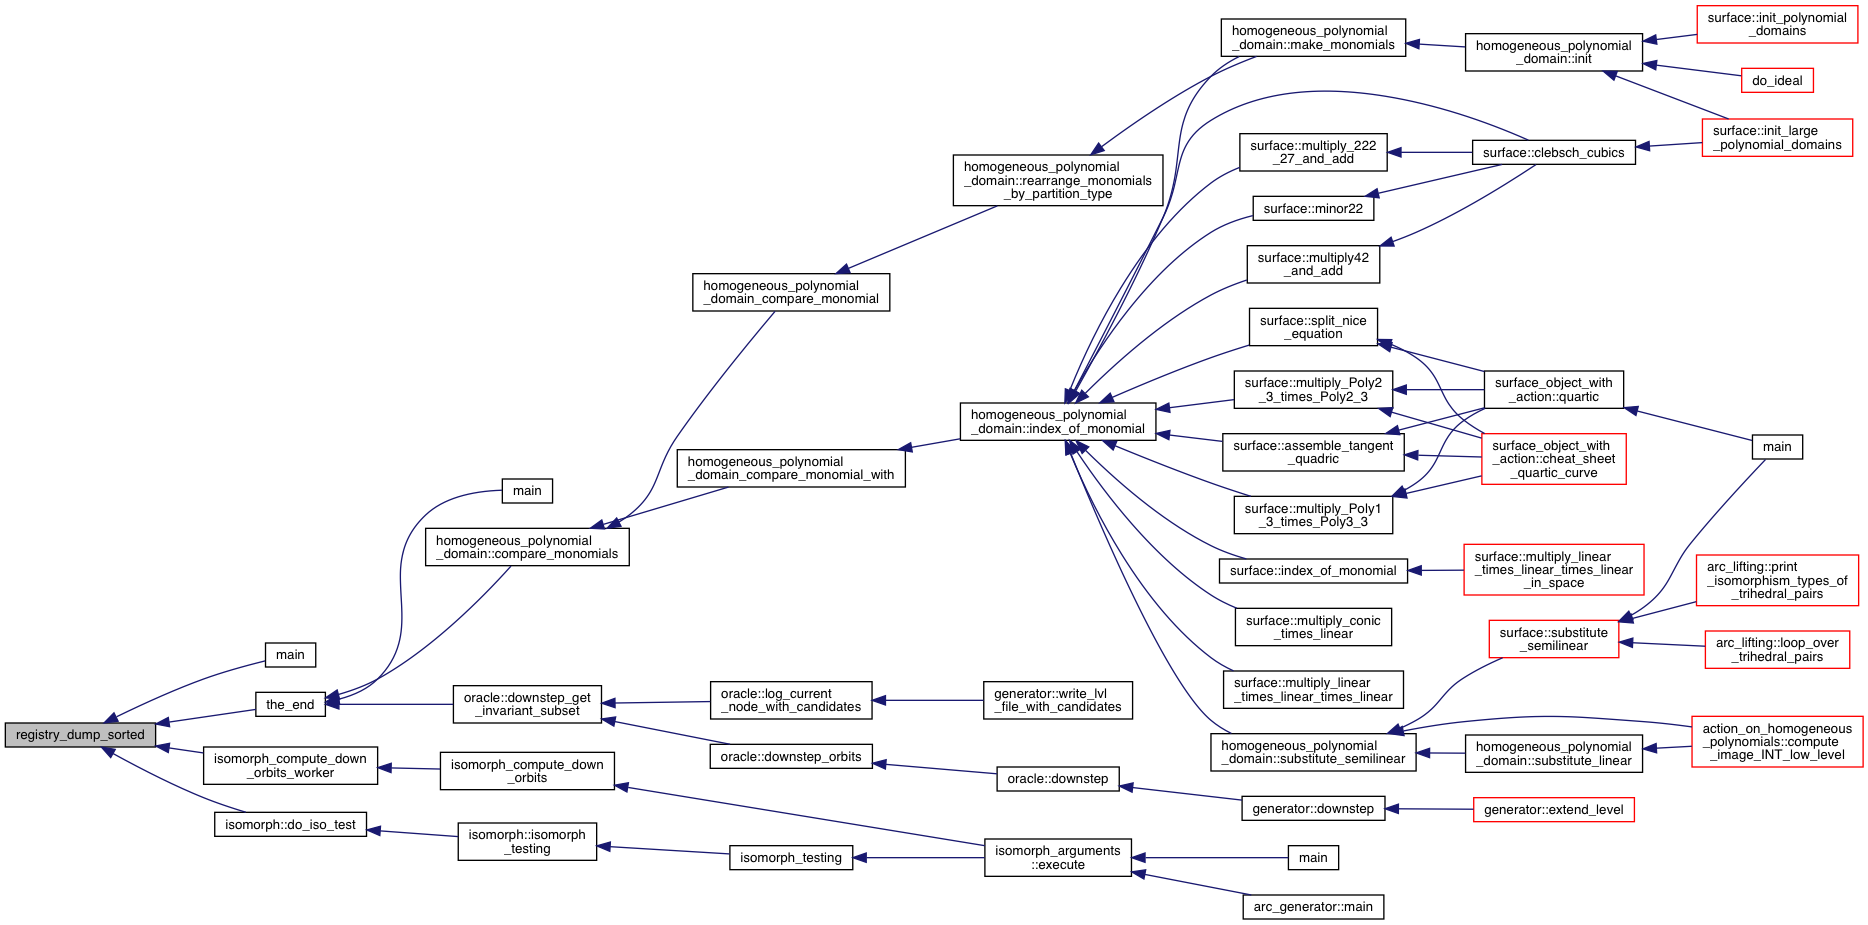 registry_dump_sorted
main
the_end
isomorph_compute_down
_orbits_worker
isomorph::do_iso_test
main
homogeneous_polynomial
_domain::compare_monomials
oracle::downstep_get
_invariant_subset
isomorph_compute_down
_orbits
isomorph::isomorph
_testing
homogeneous_polynomial
_domain_compare_monomial
homogeneous_polynomial
_domain_compare_monomial_with
oracle::log_current
_node_with_candidates
oracle::downstep_orbits
isomorph_testing
homogeneous_polynomial
_domain::rearrange_monomials
_by_partition_type
homogeneous_polynomial
_domain::index_of_monomial
generator::write_lvl
_file_with_candidates
oracle::downstep
isomorph_arguments
::execute
homogeneous_polynomial
_domain::make_monomials
surface::multiply_222
_27_and_add
surface::minor22
surface::multiply42
_and_add
surface::split_nice
_equation
surface::multiply_Poly2
_3_times_Poly2_3
surface::assemble_tangent
_quadric
surface::multiply_Poly1
_3_times_Poly3_3
surface::index_of_monomial
surface::multiply_conic
_times_linear
surface::multiply_linear
_times_linear_times_linear
homogeneous_polynomial
_domain::substitute_semilinear
generator::downstep
main
arc_generator::main
homogeneous_polynomial
_domain::init
surface::clebsch_cubics
surface_object_with
_action::quartic
surface_object_with
_action::cheat_sheet
_quartic_curve
surface::multiply_linear
_times_linear_times_linear
_in_space
surface::substitute
_semilinear
homogeneous_polynomial
_domain::substitute_linear
generator::extend_level
surface::init_polynomial
_domains
do_ideal
surface::init_large
_polynomial_domains
main
arc_lifting::print
_isomorphism_types_of
_trihedral_pairs
arc_lifting::loop_over
_trihedral_pairs
action_on_homogeneous
_polynomials::compute
_image_INT_low_level